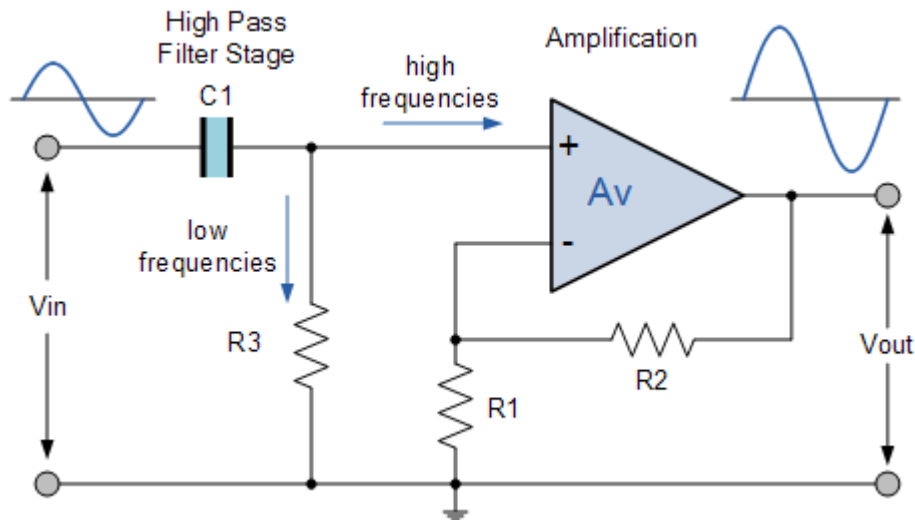 High Pass
Filter Stage
C1
high
frequencies
Amplification
+
Av
-
low
frequencies
Vin
R3
R1
R2
Vout